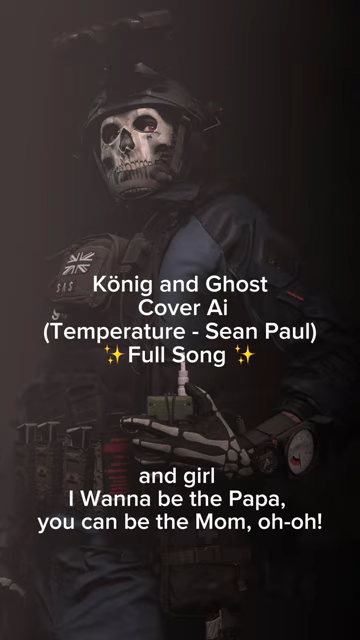 SAS
König and Ghost
Cover Ai
(Temperature - Sean Paul)
✨Full Song ✨
and girl
I Wanna be the Papa,
you can be the Mom, oh-oh!